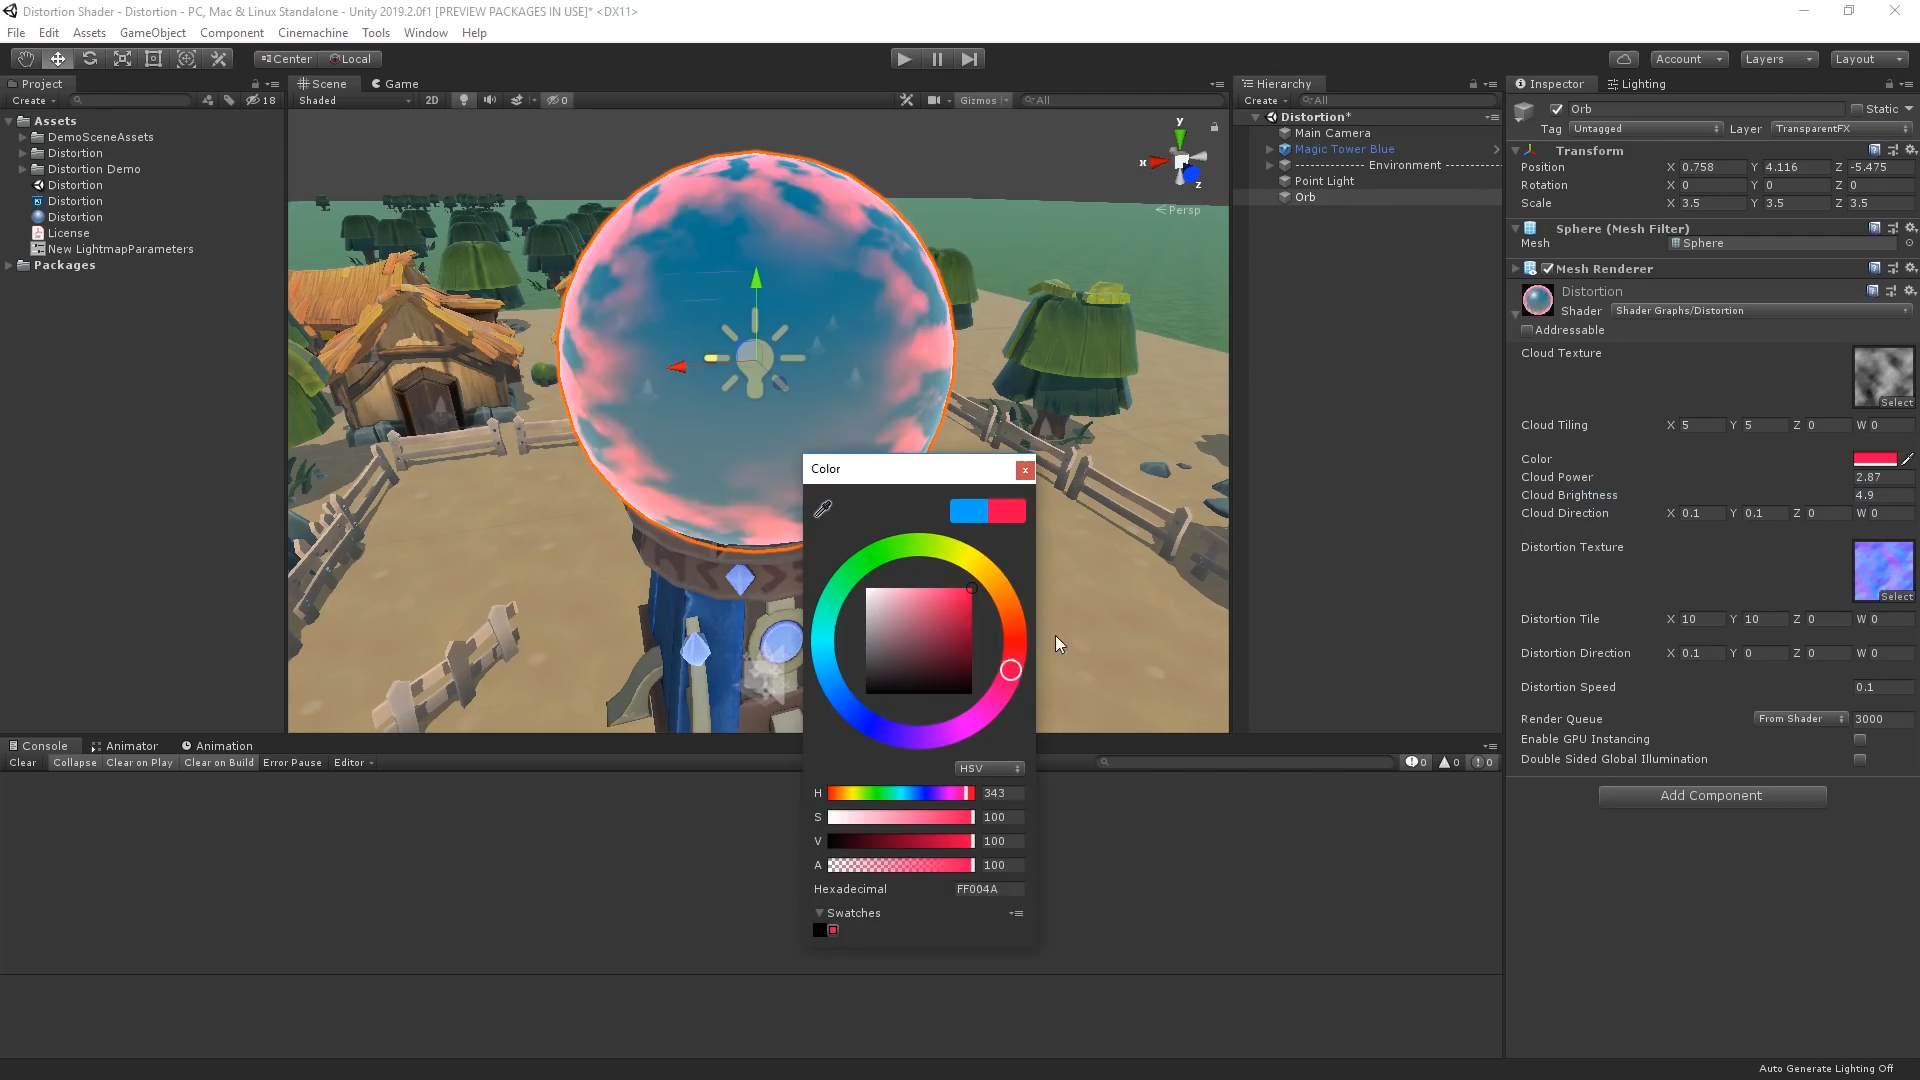 Distortion Shader - Distortion - PC, Mac & Linux Standalone - Unity 2019.2.0f1 [PREVIEW PACKAGES IN USE]* <DX11>
File Edit Assets GameObject Component Cinemachine Tools Window Help
Center Local Account Layers Layout
Project
Create 18
Assets
DemoSceneAssets
Distortion
Distortion Demo
Distortion
Distortion
Distortion
License
New LightmapParameters
Packages
Scene Game
Shaded 2D 0 Gizmos All
y
x
z
Persp
Hierarchy
Create All
Distortion*
Main Camera
Magic Tower Blue
-------------- Environment -----------
Point Light
Orb
Inspector Lighting
Orb Static
Tag Untagged Layer TransparentFX
Transform
Position X 0.758 Y 4.116 Z -5.475
Rotation X 0 Y 0 Z 0
Scale X 3.5 Y 3.5 Z 3.5
Sphere (Mesh Filter)
Mesh Sphere
Mesh Renderer
Distortion
Shader Shader Graphs/Distortion
Addressable
Cloud Texture
Select
Cloud Tiling X 5 Y 5 Z 0 W 0
Color
Cloud Power 2.87
Cloud Brightness 4.9
Cloud Direction X 0.1 Y 0.1 Z 0 W 0
Distortion Texture
Select
Distortion Tile X 10 Y 10 Z 0 W 0
Distortion Direction X 0.1 Y 0 Z 0 W 0
Distortion Speed 0.1
Render Queue From Shader 3000
Enable GPU Instancing
Double Sided Global Illumination
Add Component
Color
x
HSV
H 343
S 100
V 100
A 100
Hexadecimal FF004A
Swatches
Console Animator Animation
Clear Collapse Clear on Play Clear on Build Error Pause Editor 0 0 0
Auto Generate Lighting Off